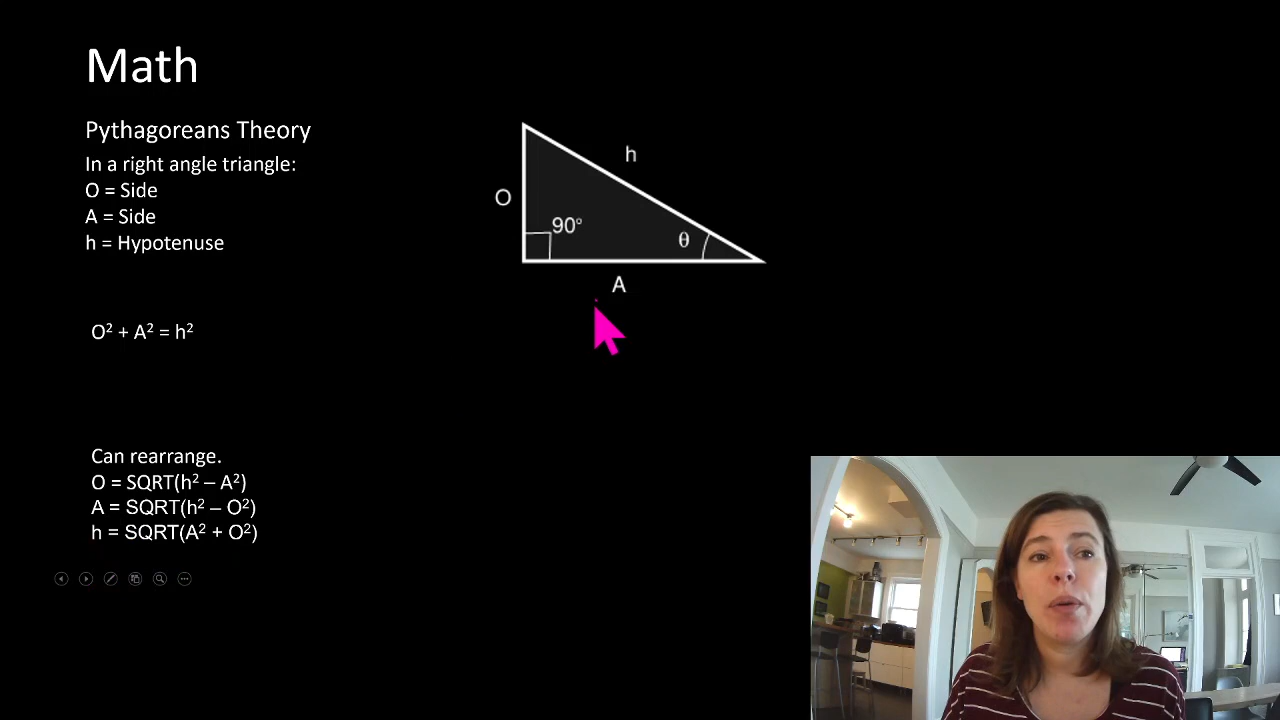 Math
Pythagoreans Theory
In a right angle triangle:
O = Side
A = Side
h = Hypotenuse
O² + A² = h²
Can rearrange.
O = SQRT(h² – A²)
A = SQRT(h² – O²)
h = SQRT(A² + O²)
h
O
90°
θ
A